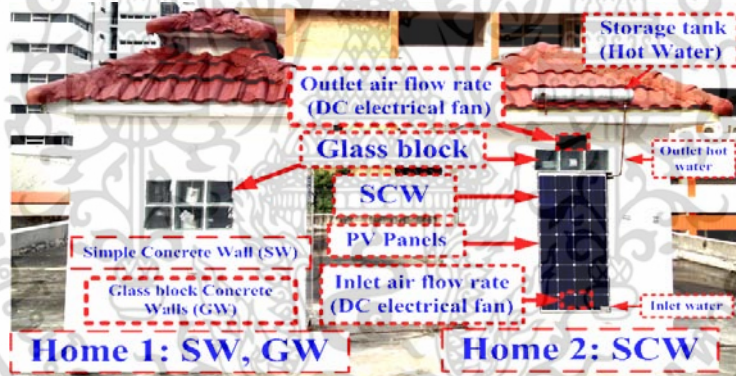 Storage tank
(Hot Water)
Outlet air flow rate
(DC electrical fan)
Glass block
Outlet hot
water
SCW
PV Panels
Simple Concrete Wall (SW)
Glass block Concrete
Walls (GW)
Inlet air flow rate
(DC electrical fan)
Inlet water
Home 1: SW, GW
Home 2: SCW